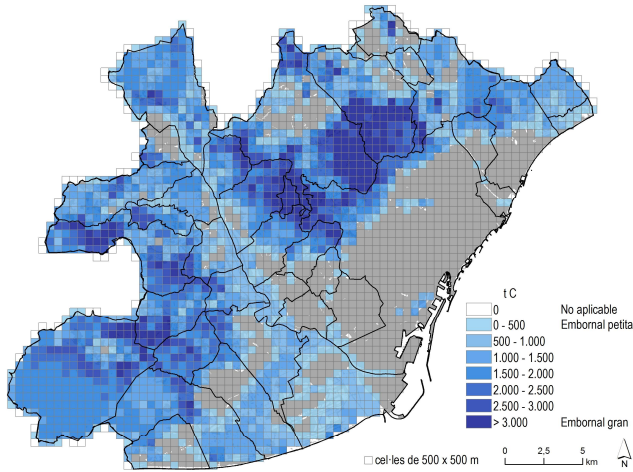 t C
0 No aplicable
0 - 500 Embornal petita
500 - 1.000
1.000 - 1.500
1.500 - 2.000
2.000 - 2.500
2.500 - 3.000
> 3.000 Embornal gran
cel·les de 500 x 500 m
0 2,5 5
km
N